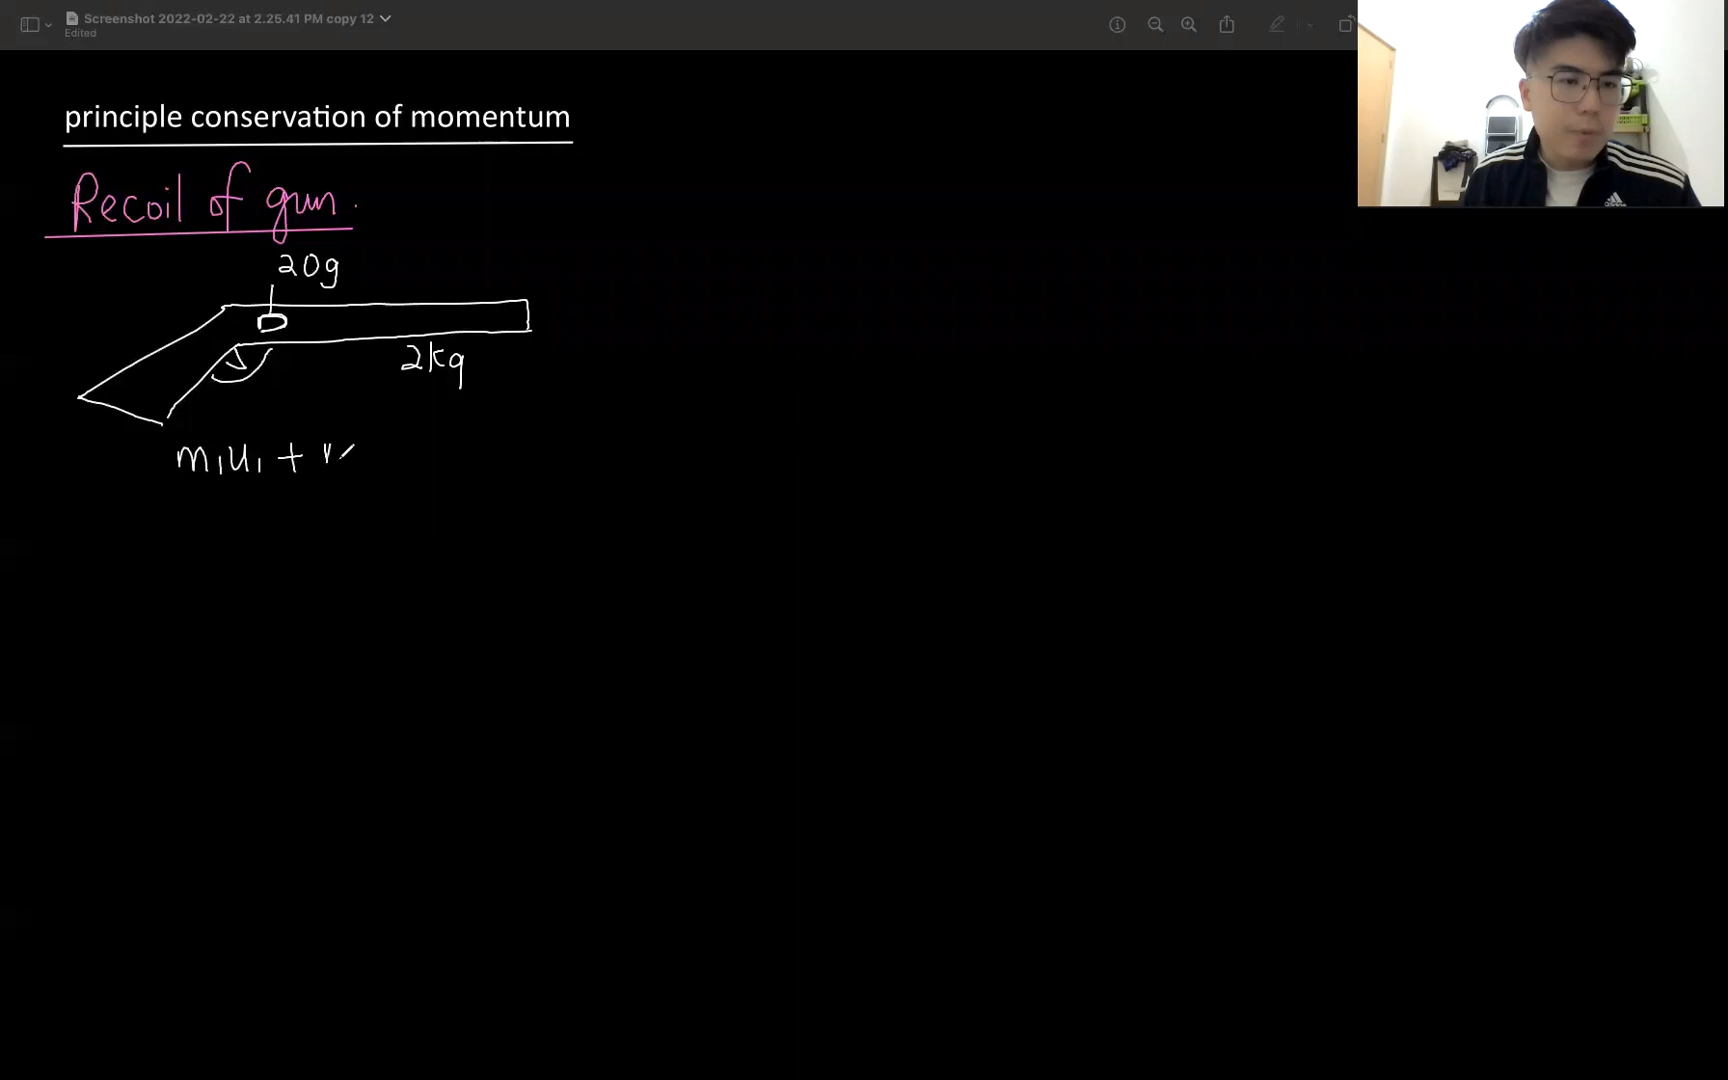 Screenshot 2022-02-22 at 2.25.41 PM copy 12
Edited
principle conservation of momentum
Recoil of gun.
20g
2kg
m₁u₁ +